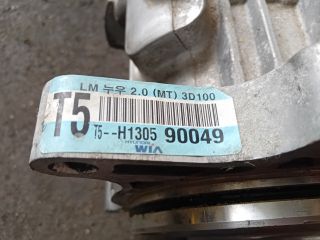 LM 누우 2.0 (MT) 3D100
T5
T5--H1305 90049
HYUNDAI
WIA